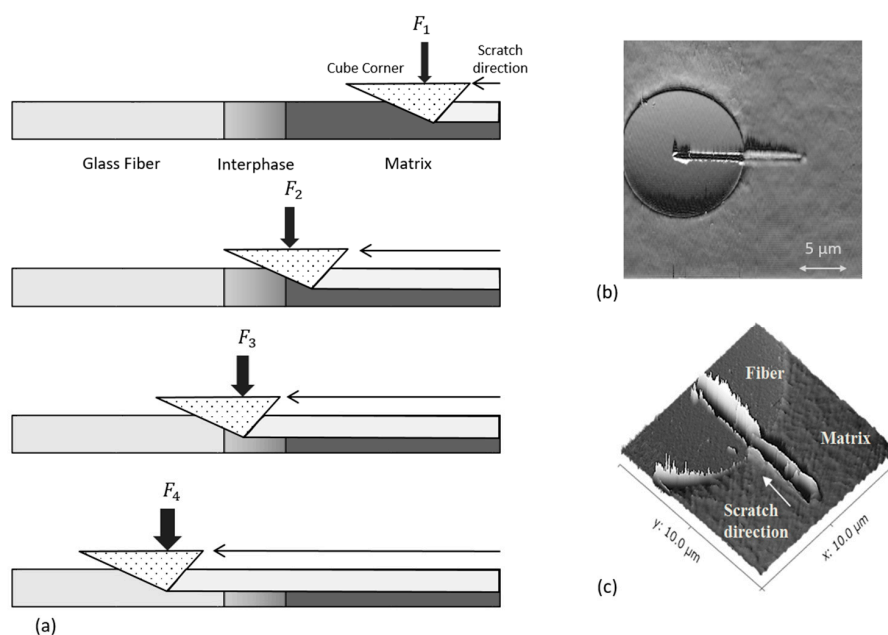 F₁
Scratch
direction
Cube Corner
Glass Fiber
Interphase
Matrix
F₂
F₃
F₄
(a)
5 µm
(b)
Fiber
Matrix
Scratch
direction
y: 10.0 µm
x: 10.0 µm
(c)